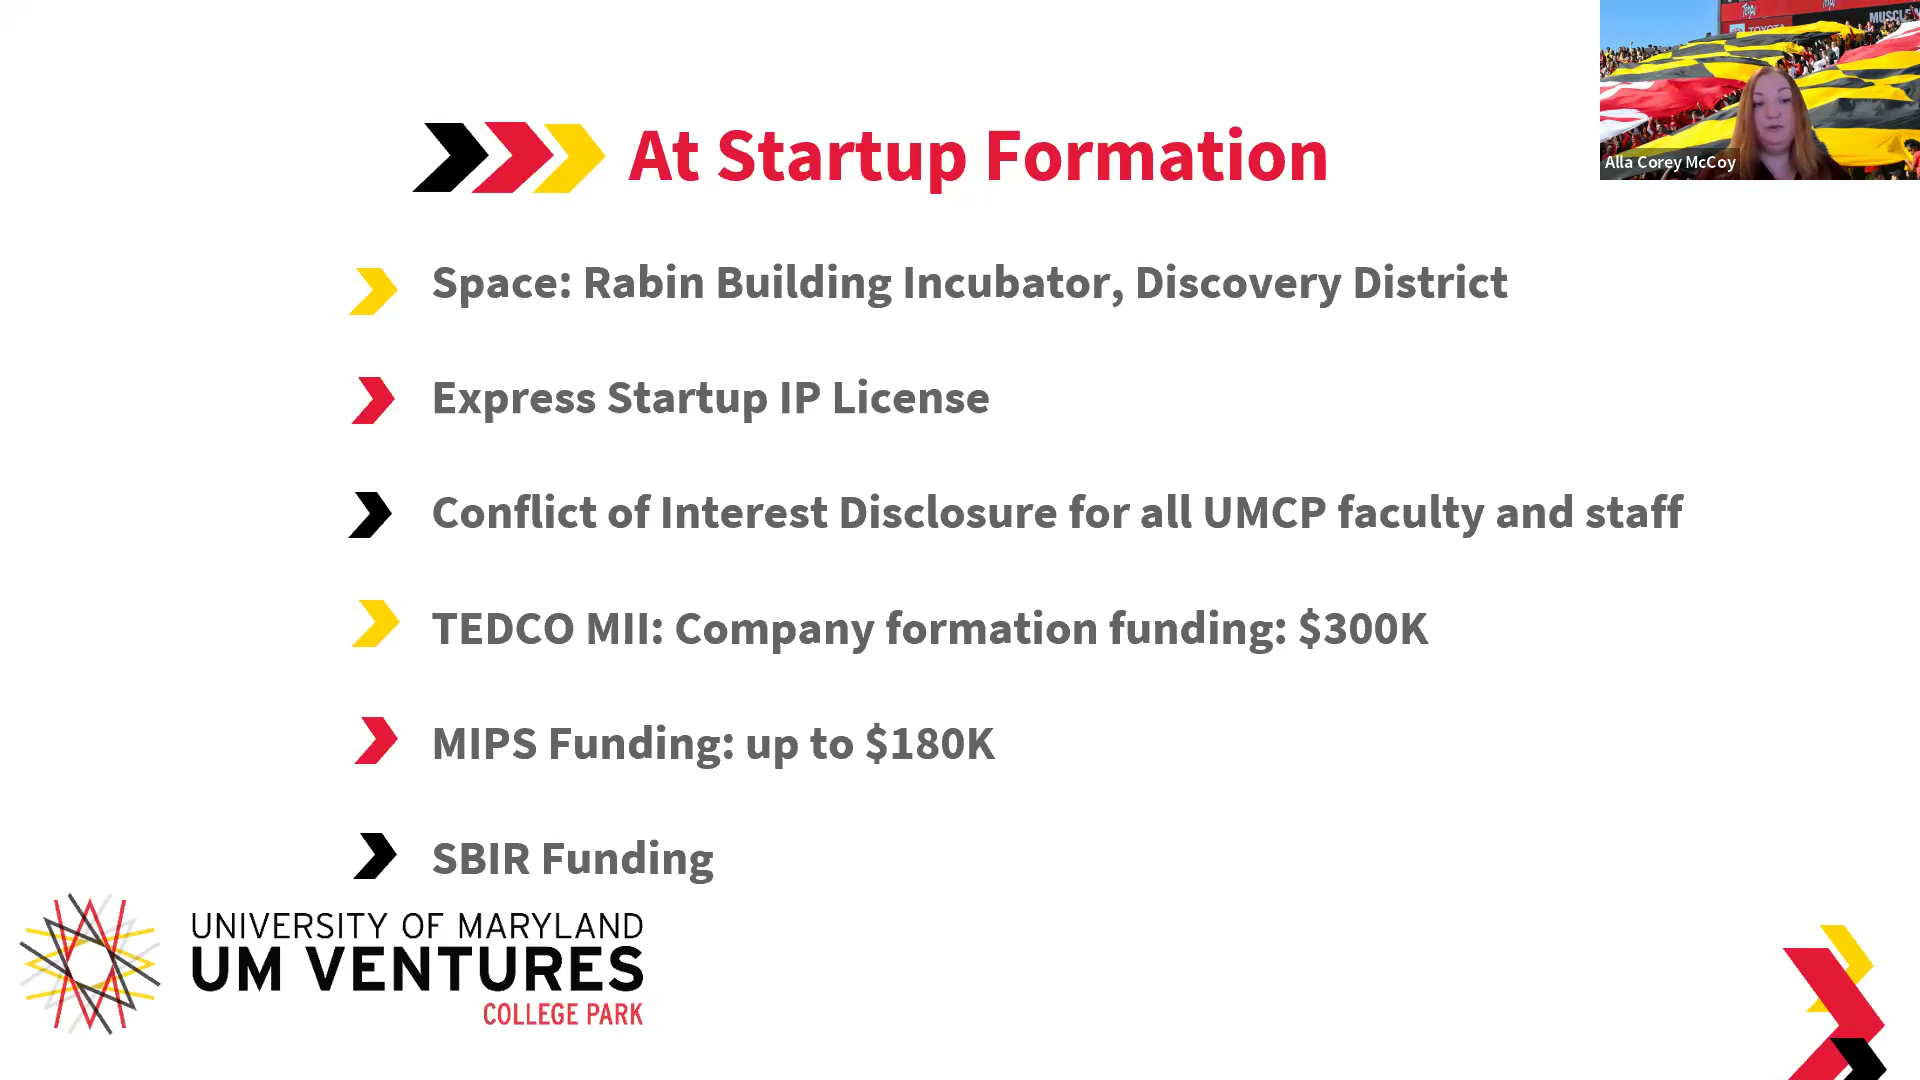 At Startup Formation
Space: Rabin Building Incubator, Discovery District
Express Startup IP License
Conflict of Interest Disclosure for all UMCP faculty and staff
TEDCO MII: Company formation funding: $300K
MIPS Funding: up to $180K
SBIR Funding
UNIVERSITY OF MARYLAND
UM VENTURES
COLLEGE PARK
TOYOTA
MUSCLE
Alla Corey McCoy